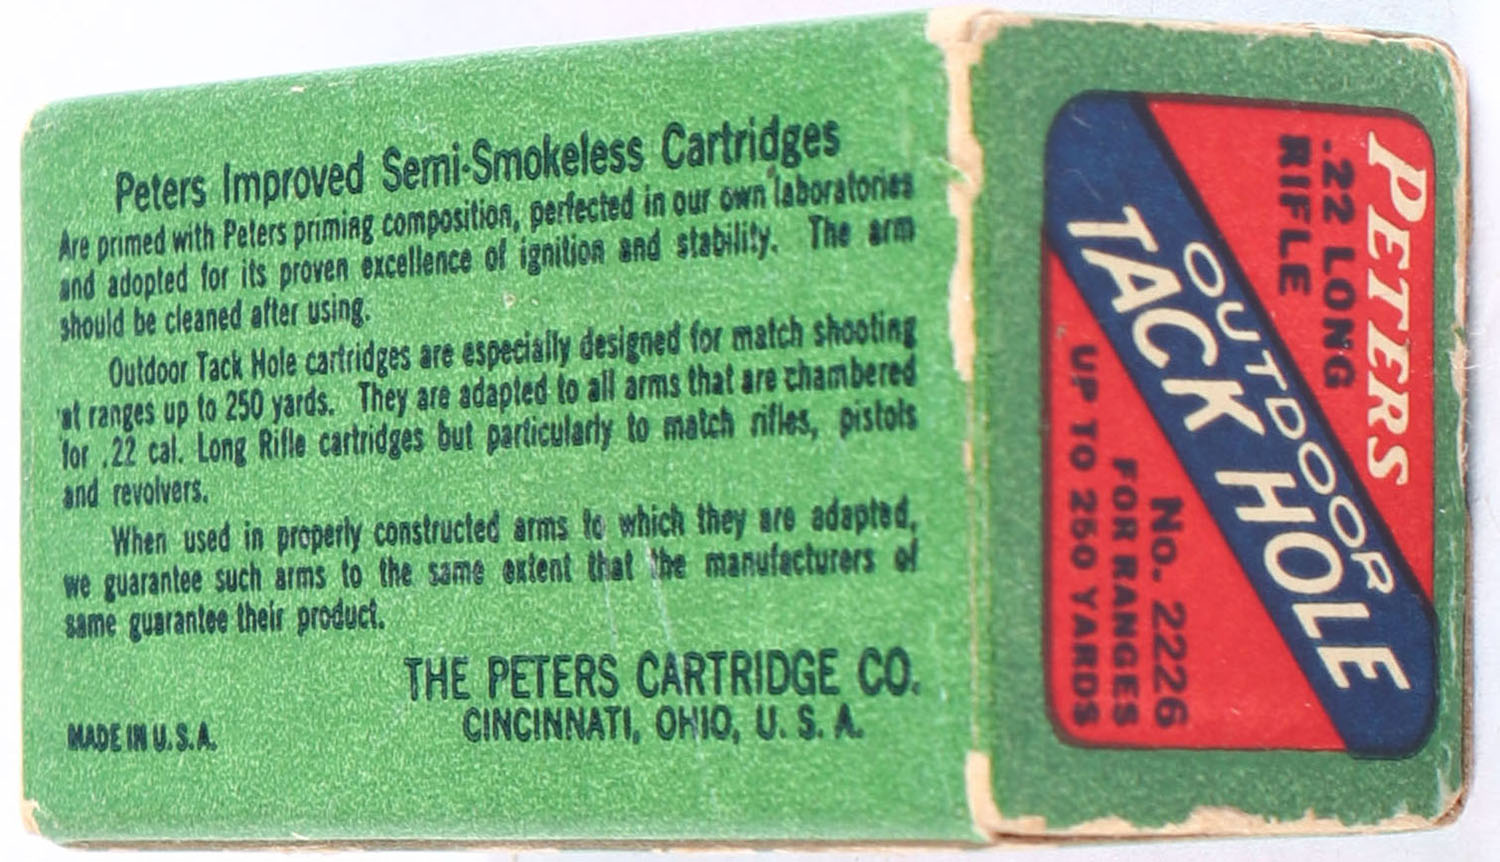 Peters Improved Semi-Smokeless Cartridges
Are primed with Peters priming composition, perfected in our own laboratories
and adopted for its proven excellence of ignition and stability. The arm
should be cleaned after using.
Outdoor Tack Hole cartridges are especially designed for match shooting
at ranges up to 250 yards. They are adapted to all arms that are chambered
for .22 cal. Long Rifle cartridges but particularly to match rifles, pistols
and revolvers.
When used in properly constructed arms to which they are adapted,
we guarantee such arms to the same extent that the manufacturers of
same guarantee their product.
THE PETERS CARTRIDGE CO.
CINCINNATI, OHIO, U. S. A.
MADE IN U. S. A.
PETERS
.22 LONG
RIFLE
OUTDOOR
TACK HOLE
No. 2226
FOR RANGES
UP TO 250 YARDS